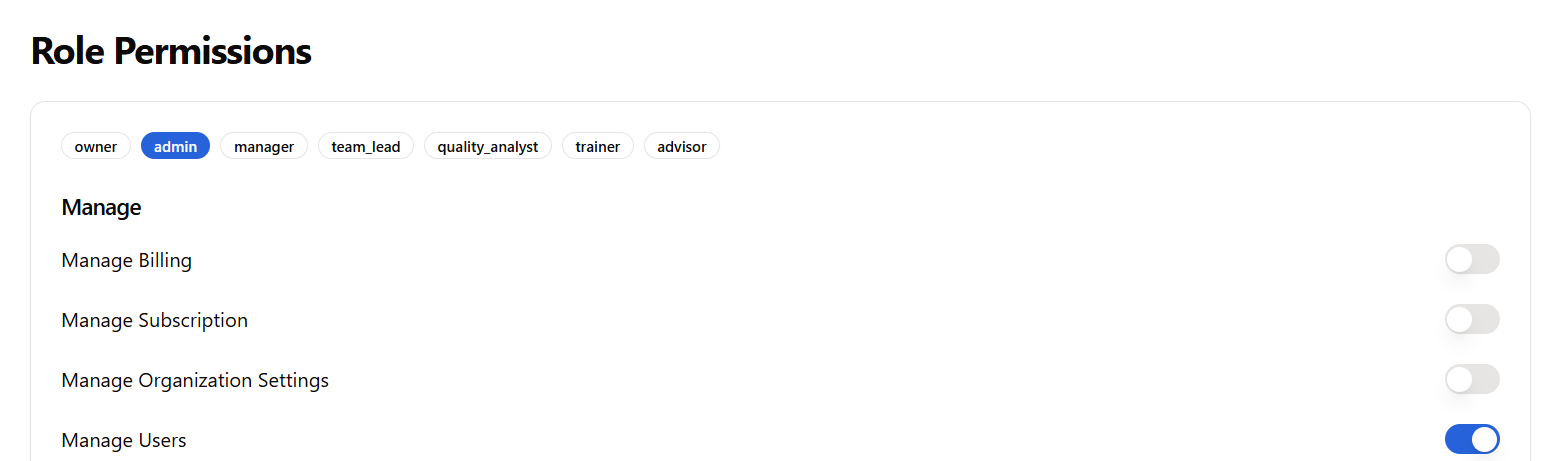 Role Permissions
owner admin manager team_lead quality_analyst trainer advisor
Manage
Manage Billing
Manage Subscription
Manage Organization Settings
Manage Users